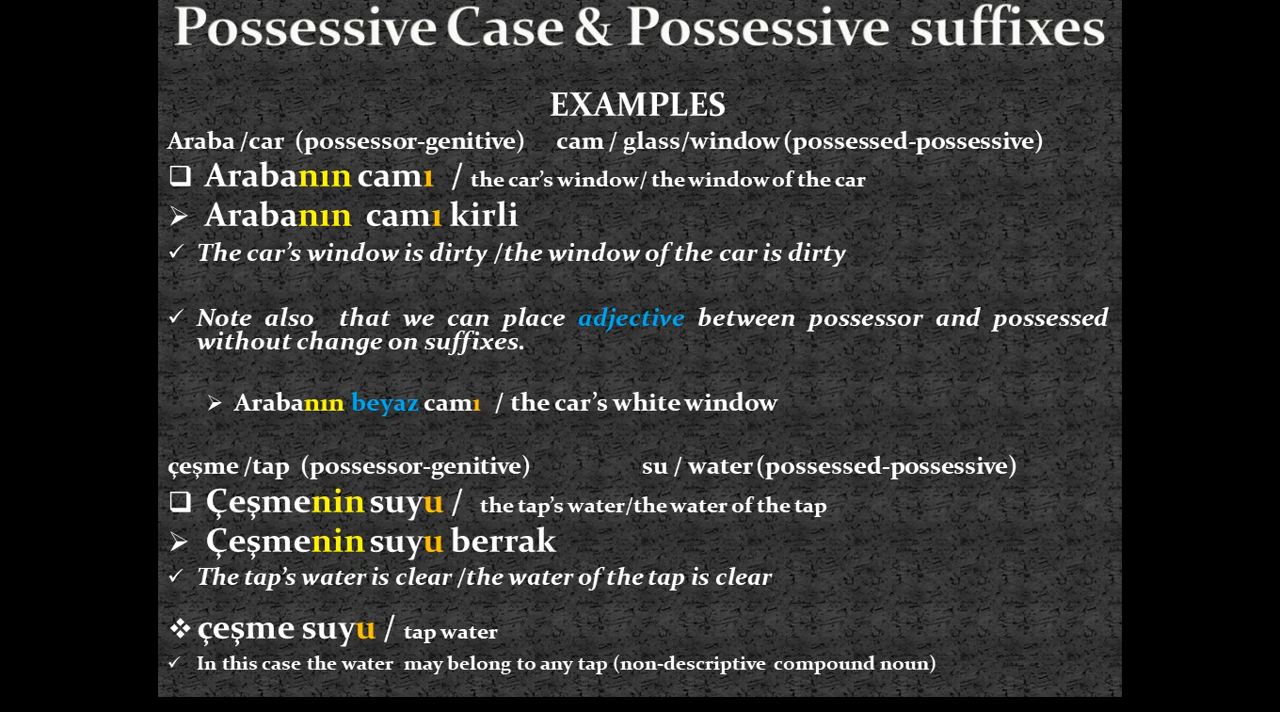 Possessive Case & Possessive suffixes
EXAMPLES
Araba /car (possessor-genitive) cam / glass/window (possessed-possessive)
❑ Arabanın camı / the car's window/ the window of the car
➢ Arabanın camı kirli
✓ The car's window is dirty /the window of the car is dirty
✓ Note also that we can place adjective between possessor and possessed
without change on suffixes.
➢ Arabanın beyaz camı / the car's white window
çeşme /tap (possessor-genitive) su / water (possessed-possessive)
❑ Çeşmenin suyu / the tap's water/the water of the tap
➢ Çeşmenin suyu berrak
✓ The tap's water is clear /the water of the tap is clear
❖ çeşme suyu / tap water
✓ In this case the water may belong to any tap (non-descriptive compound noun)